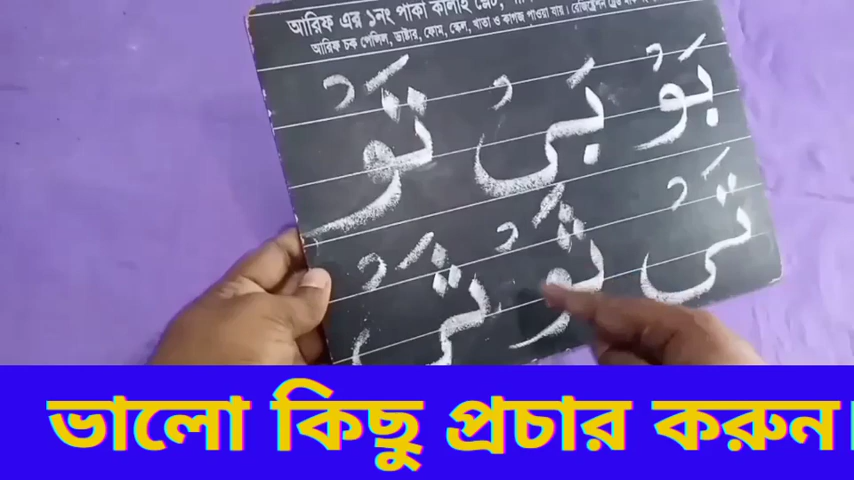 আরিফ এর ১নং পাকা কালাই স্লেট,
আরিফ চক পেন্সিল, ডাষ্টার, ফোম, স্কেল, খাতা ও কাগজ পাওয়া যায়।
بَوْ بَىْ تَوْ
تَىْ ثَوْ ثَىْ
ভালো কিছু প্রচার করুন।